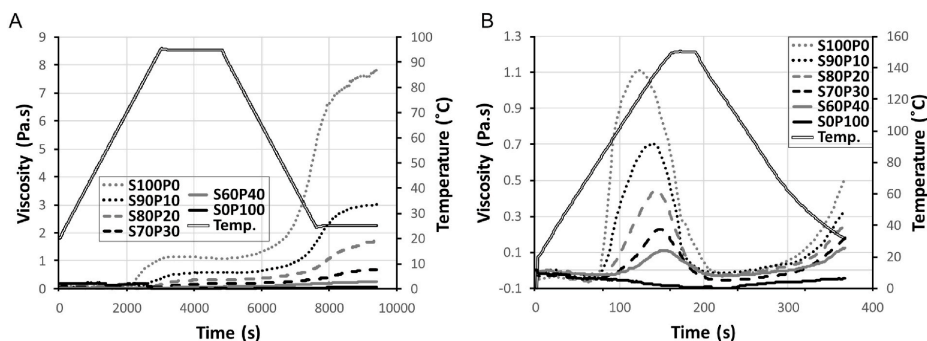 A
9
8
7
6
5
4
3
2
1
0
Viscosity (Pa.s)
0 2000 4000 6000 8000 10000
Time (s)
100
90
80
70
60
50
40
30
20
10
0
Temperature (°C)
S100P0
S90P10
S80P20
S70P30
S60P40
S0P100
Temp.
B
1.3
1.1
0.9
0.7
0.5
0.3
0.1
-0.1
Viscosity (Pa.s)
0 100 200 300 400
Time (s)
160
140
120
100
80
60
40
20
0
Temperature (°C)
S100P0
S90P10
S80P20
S70P30
S60P40
S0P100
Temp.